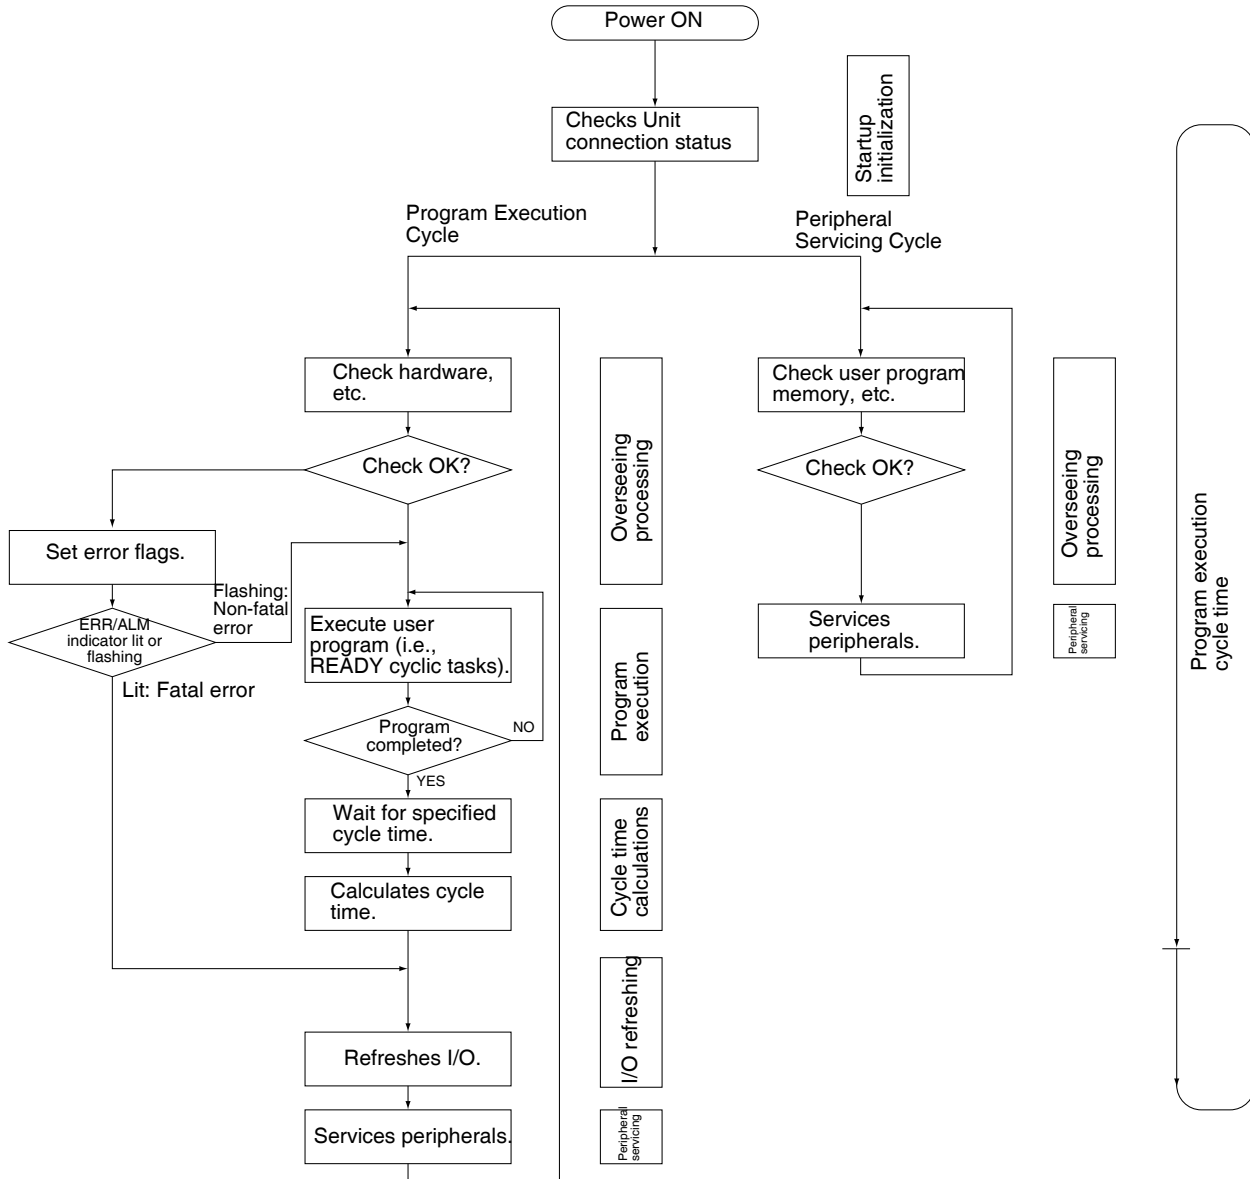 Power ON
Checks Unit
connection status
Startup
initialization
Program Execution
Cycle
Peripheral
Servicing Cycle
Check hardware,
etc.
Check OK?
Set error flags.
Flashing:
Non-fatal
error
ERR/ALM
indicator lit or
flashing
Lit: Fatal error
Execute user
program (i.e.,
READY cyclic tasks).
Program
completed?
NO
YES
Wait for specified
cycle time.
Calculates cycle
time.
Refreshes I/O.
Services peripherals.
Overseeing
processing
Program
execution
Cycle time
calculations
I/O refreshing
Peripheral
servicing
Check user program
memory, etc.
Check OK?
Services
peripherals.
Overseeing
processing
Peripheral
servicing
Program execution
cycle time